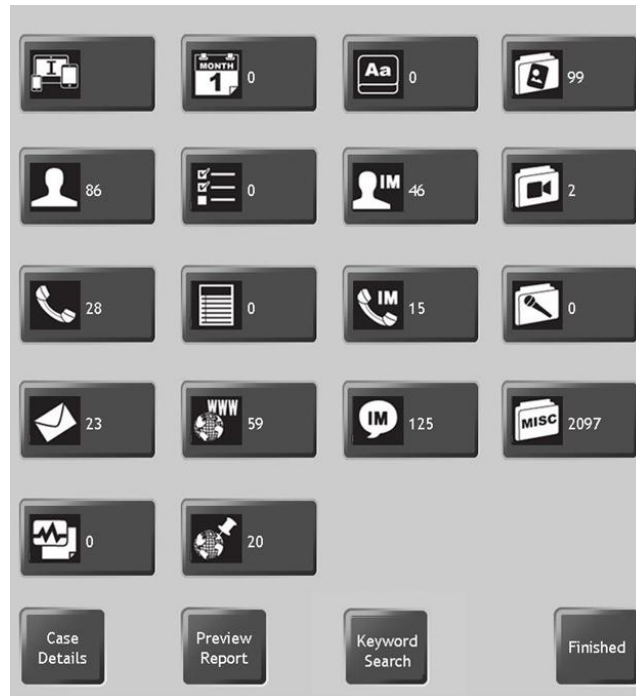 I
MONTH
1
0
Aa
0
99
86
0
IM
46
2
28
0
IM
15
0
23
WWW
59
IM
125
MISC
2097
0
20
Case
Details
Preview
Report
Keyword
Search
Finished